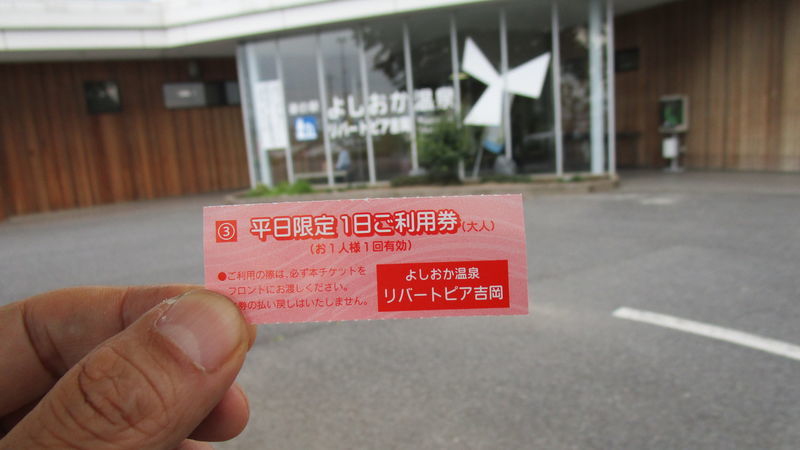 よしおか温泉
リバートピア吉岡
③ 平日限定1日ご利用券(大人)
(お1人様1回有効)
●ご利用の際は、必ず本チケットを
フロントにお渡しください。
券の払い戻しはいたしません。
よしおか温泉
リバートピア吉岡